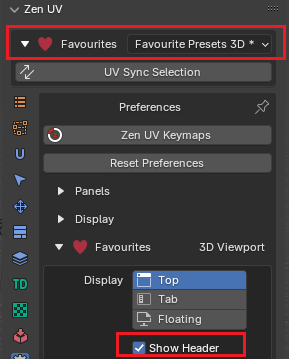 Zen UV
Favourites Favourite Presets 3D *
UV Sync Selection
Preferences
Zen UV Keymaps
Reset Preferences
Panels
Display
U
Favourites 3D Viewport
TD
Display Top
Tab
Floating
Show Header